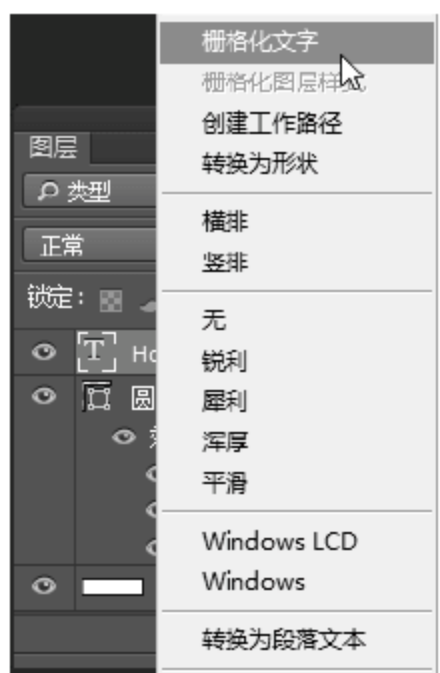 栅格化文字
栅格化图层样
创建工作路径
转换为形状
横排
竖排
无
锐利
犀利
浑厚
平滑
Windows LCD
Windows
转换为段落文本
图层
类型
正常
锁定:
T Ho
圆